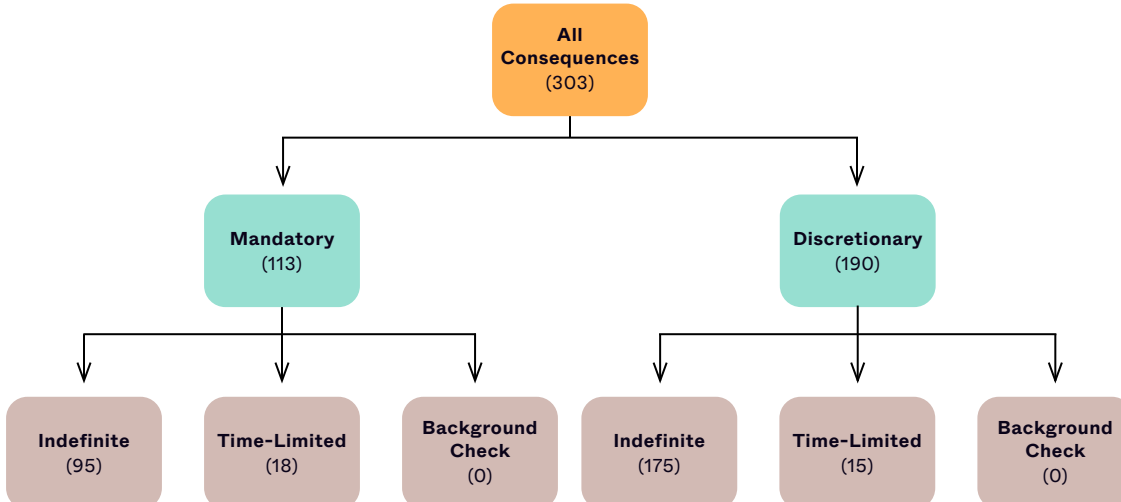 All
Consequences
(303)
Mandatory
(113)
Discretionary
(190)
Indefinite
(95)
Time-Limited
(18)
Background
Check
(0)
Indefinite
(175)
Time-Limited
(15)
Background
Check
(0)